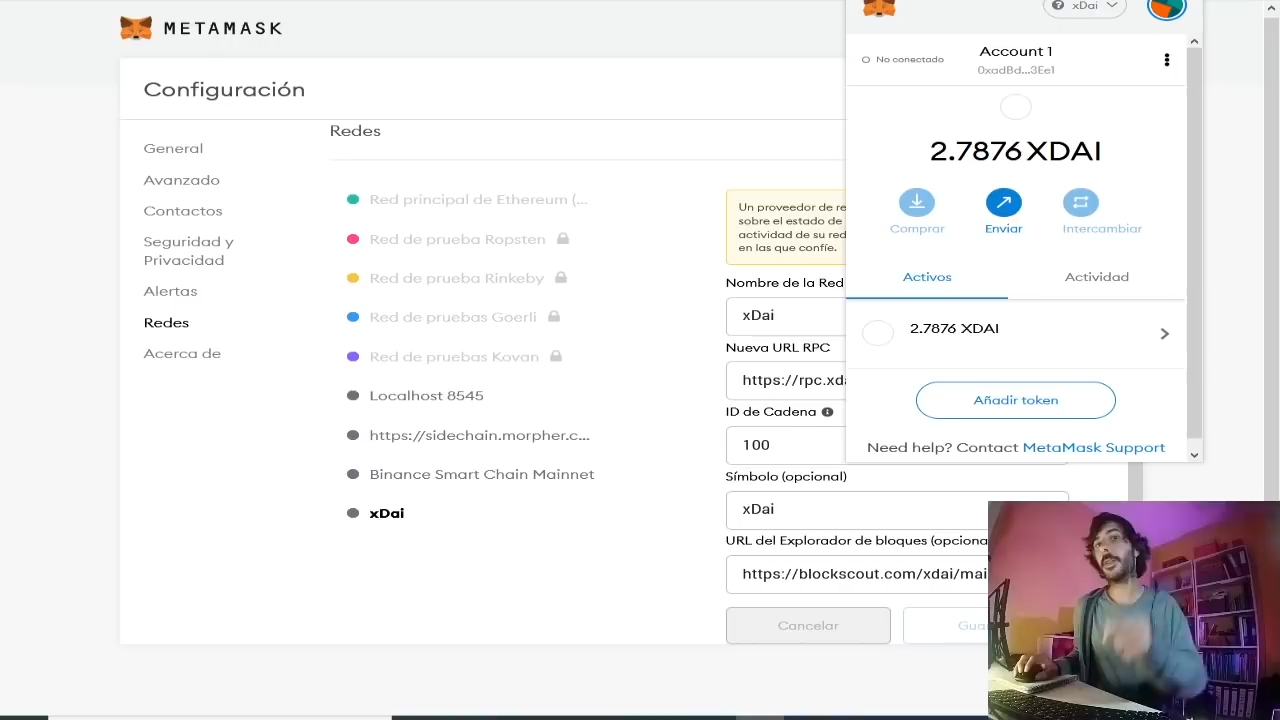 METAMASK
Configuración
General
Avanzado
Contactos
Seguridad y
Privacidad
Alertas
Redes
Acerca de
Redes
Red principal de Ethereum (...
Red de prueba Ropsten
Red de prueba Rinkeby
Red de pruebas Goerli
Red de pruebas Kovan
Localhost 8545
https://sidechain.morpher.c...
Binance Smart Chain Mainnet
xDai
Un proveedor de re
sobre el estado de
actividad de su red
en las que confíe.
Nombre de la Red
xDai
Nueva URL RPC
https://rpc.xda
ID de Cadena
100
Símbolo (opcional)
xDai
URL del Explorador de bloques (opciona
https://blockscout.com/xdai/mai
Cancelar
Gua
xDai
No conectado
Account 1
0xadBd...3Ee1
2.7876 XDAI
Comprar
Enviar
Intercambiar
Activos
Actividad
2.7876 XDAI
Añadir token
Need help? Contact MetaMask Support